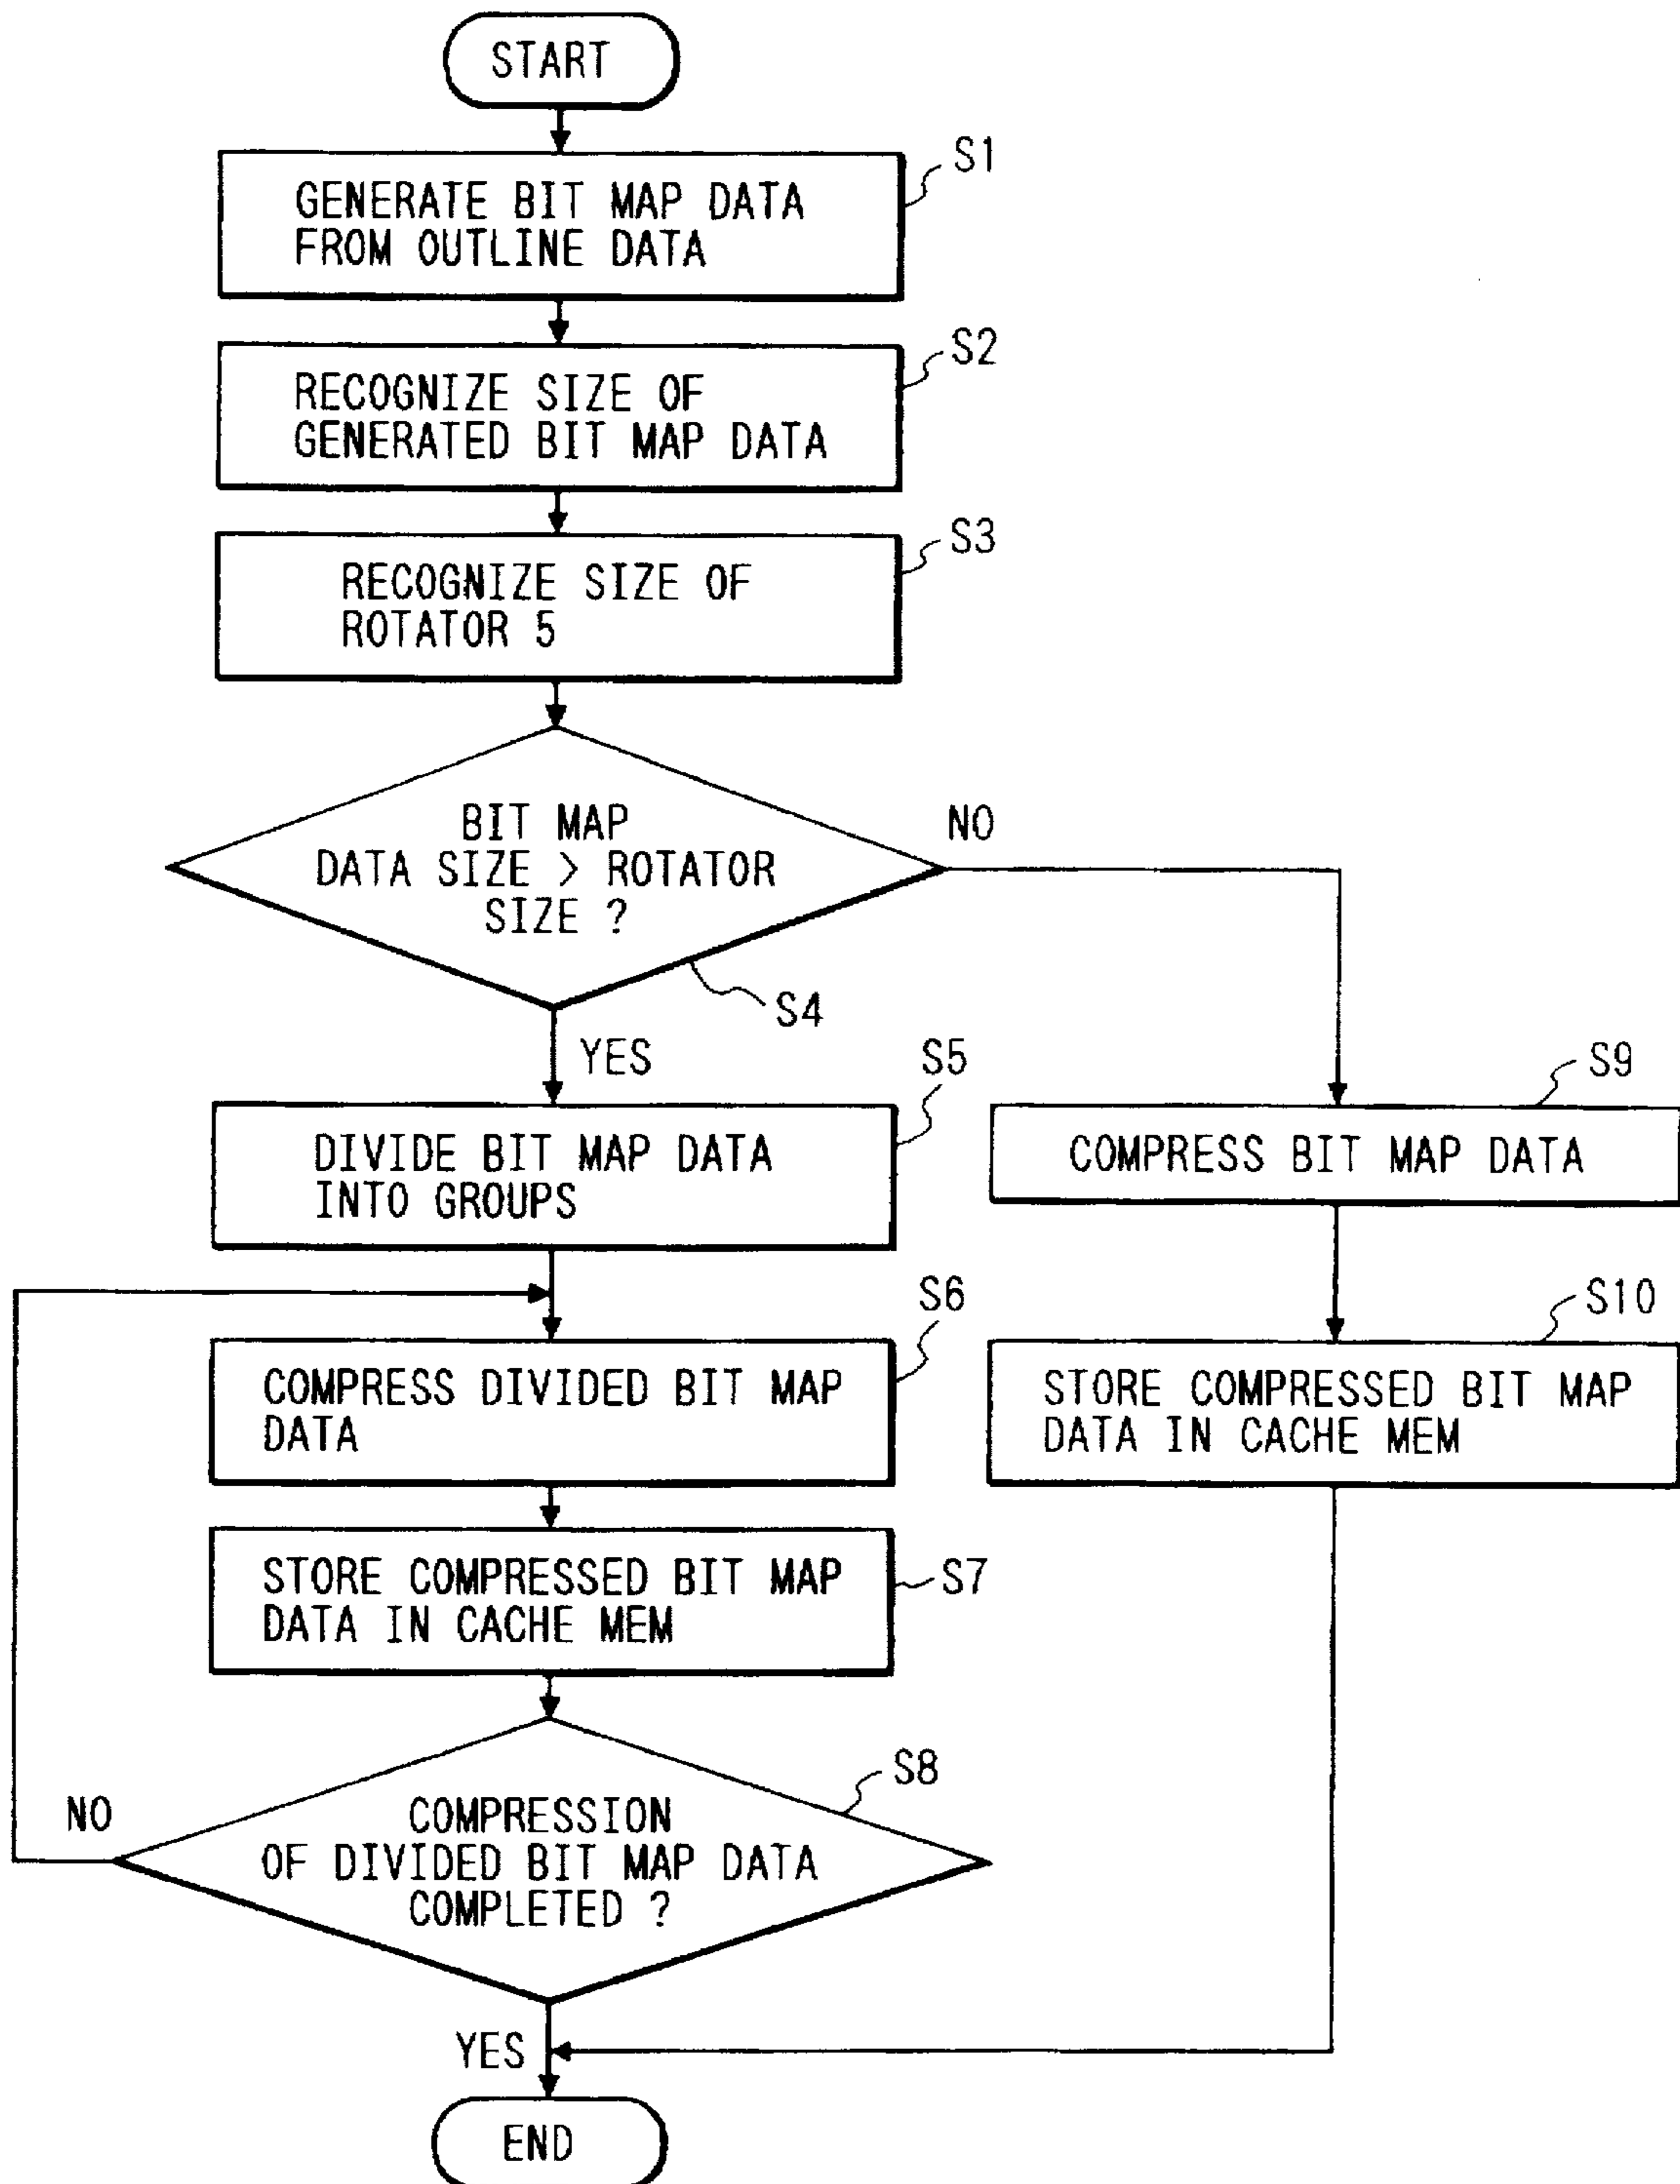 START
S1
GENERATE BIT MAP DATA
FROM OUTLINE DATA
S2
RECOGNIZE SIZE OF
GENERATED BIT MAP DATA
S3
RECOGNIZE SIZE OF
ROTATOR 5
BIT MAP
DATA SIZE > ROTATOR
SIZE ?
NO
S4
YES
S5
DIVIDE BIT MAP DATA
INTO GROUPS
S9
COMPRESS BIT MAP DATA
S6
COMPRESS DIVIDED BIT MAP
DATA
S10
STORE COMPRESSED BIT MAP
DATA IN CACHE MEM
S7
STORE COMPRESSED BIT MAP
DATA IN CACHE MEM
S8
NO
COMPRESSION
OF DIVIDED BIT MAP DATA
COMPLETED ?
YES
END